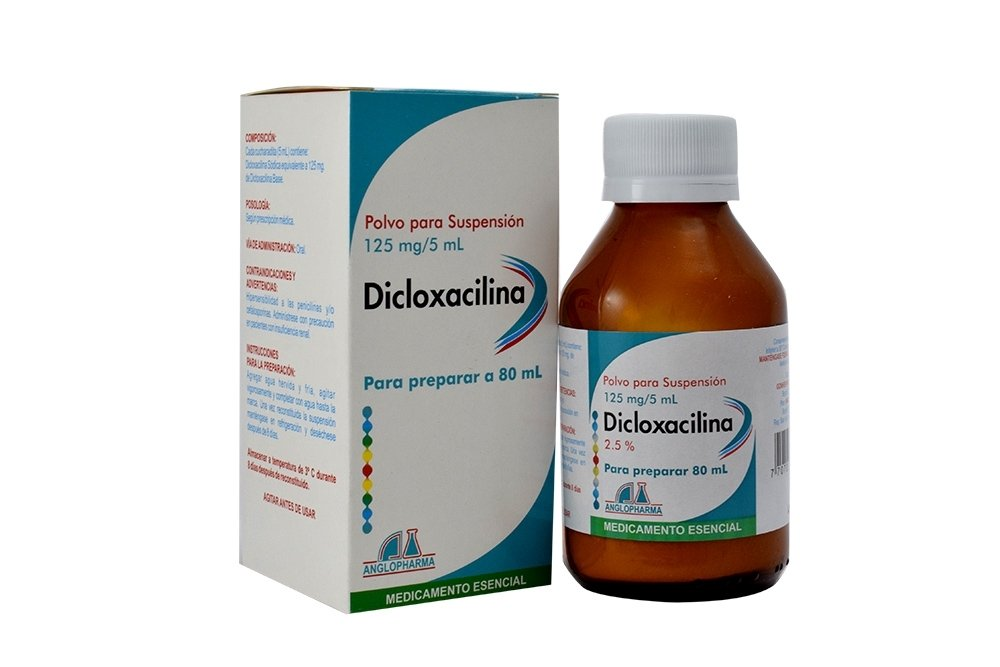 COMPOSICIÓN:
Cada cucharadita (5 mL) contiene:
Dicloxacilina Sódica equivalente a 125 mg.
de Dicloxacilina Base.
POSOLOGÍA:
Según prescripción médica.
VÍA DE ADMINISTRACIÓN: Oral
CONTRAINDICACIONES Y
ADVERTENCIAS:
Hipersensibilidad a las penicilinas y/o
cefalosporinas. Adminístrese con precaución
en pacientes con insuficiencia renal.
INSTRUCCIONES
PARA LA PREPARACIÓN:
Agregar agua hervida y fría, agitar
vigorosamente y completar con agua hasta la
marca. Una vez reconstituida la suspensión
manténgase en refrigeración y deséchese
después de 8 días.
Almacenar a temperatura de 3° C durante
8 días después de reconstituido.
AGITAR ANTES DE USAR
Polvo para Suspensión
125 mg/5 mL
Dicloxacilina
Para preparar a 80 mL
ANGLOPHARMA
MEDICAMENTO ESENCIAL
Polvo para Suspensión
125 mg/5 mL
Dicloxacilina
2.5 %
Para preparar 80 mL
ANGLOPHARMA
MEDICAMENTO ESENCIAL